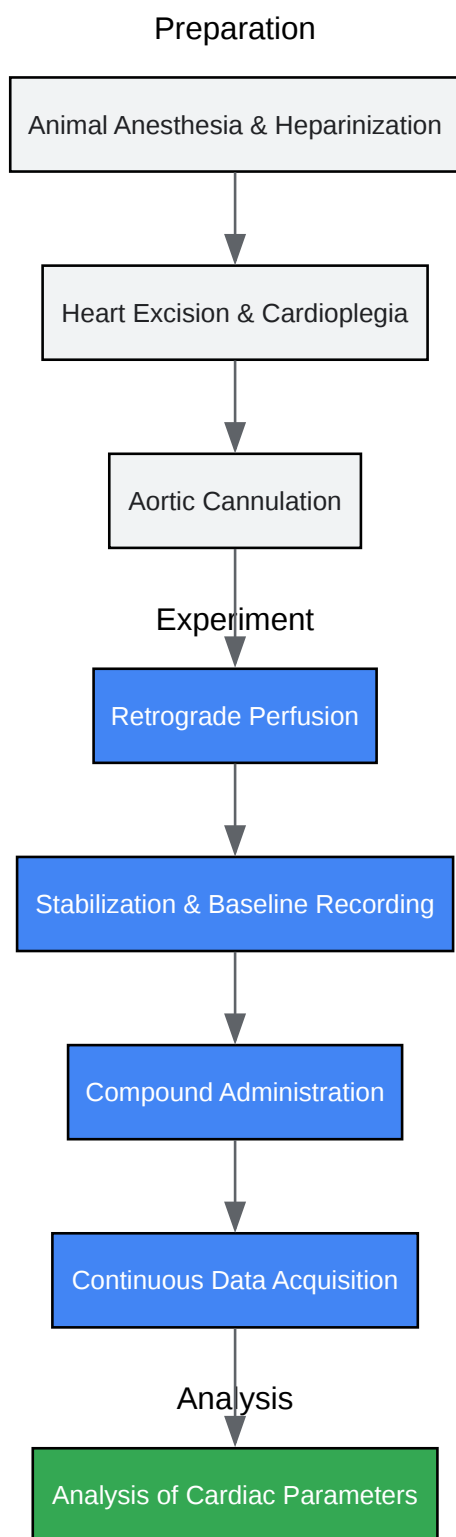 Preparation
Animal Anesthesia & Heparinization
Heart Excision & Cardioplegia
Aortic Cannulation
Experiment
Retrograde Perfusion
Stabilization & Baseline Recording
Compound Administration
Continuous Data Acquisition
Analysis
Analysis of Cardiac Parameters